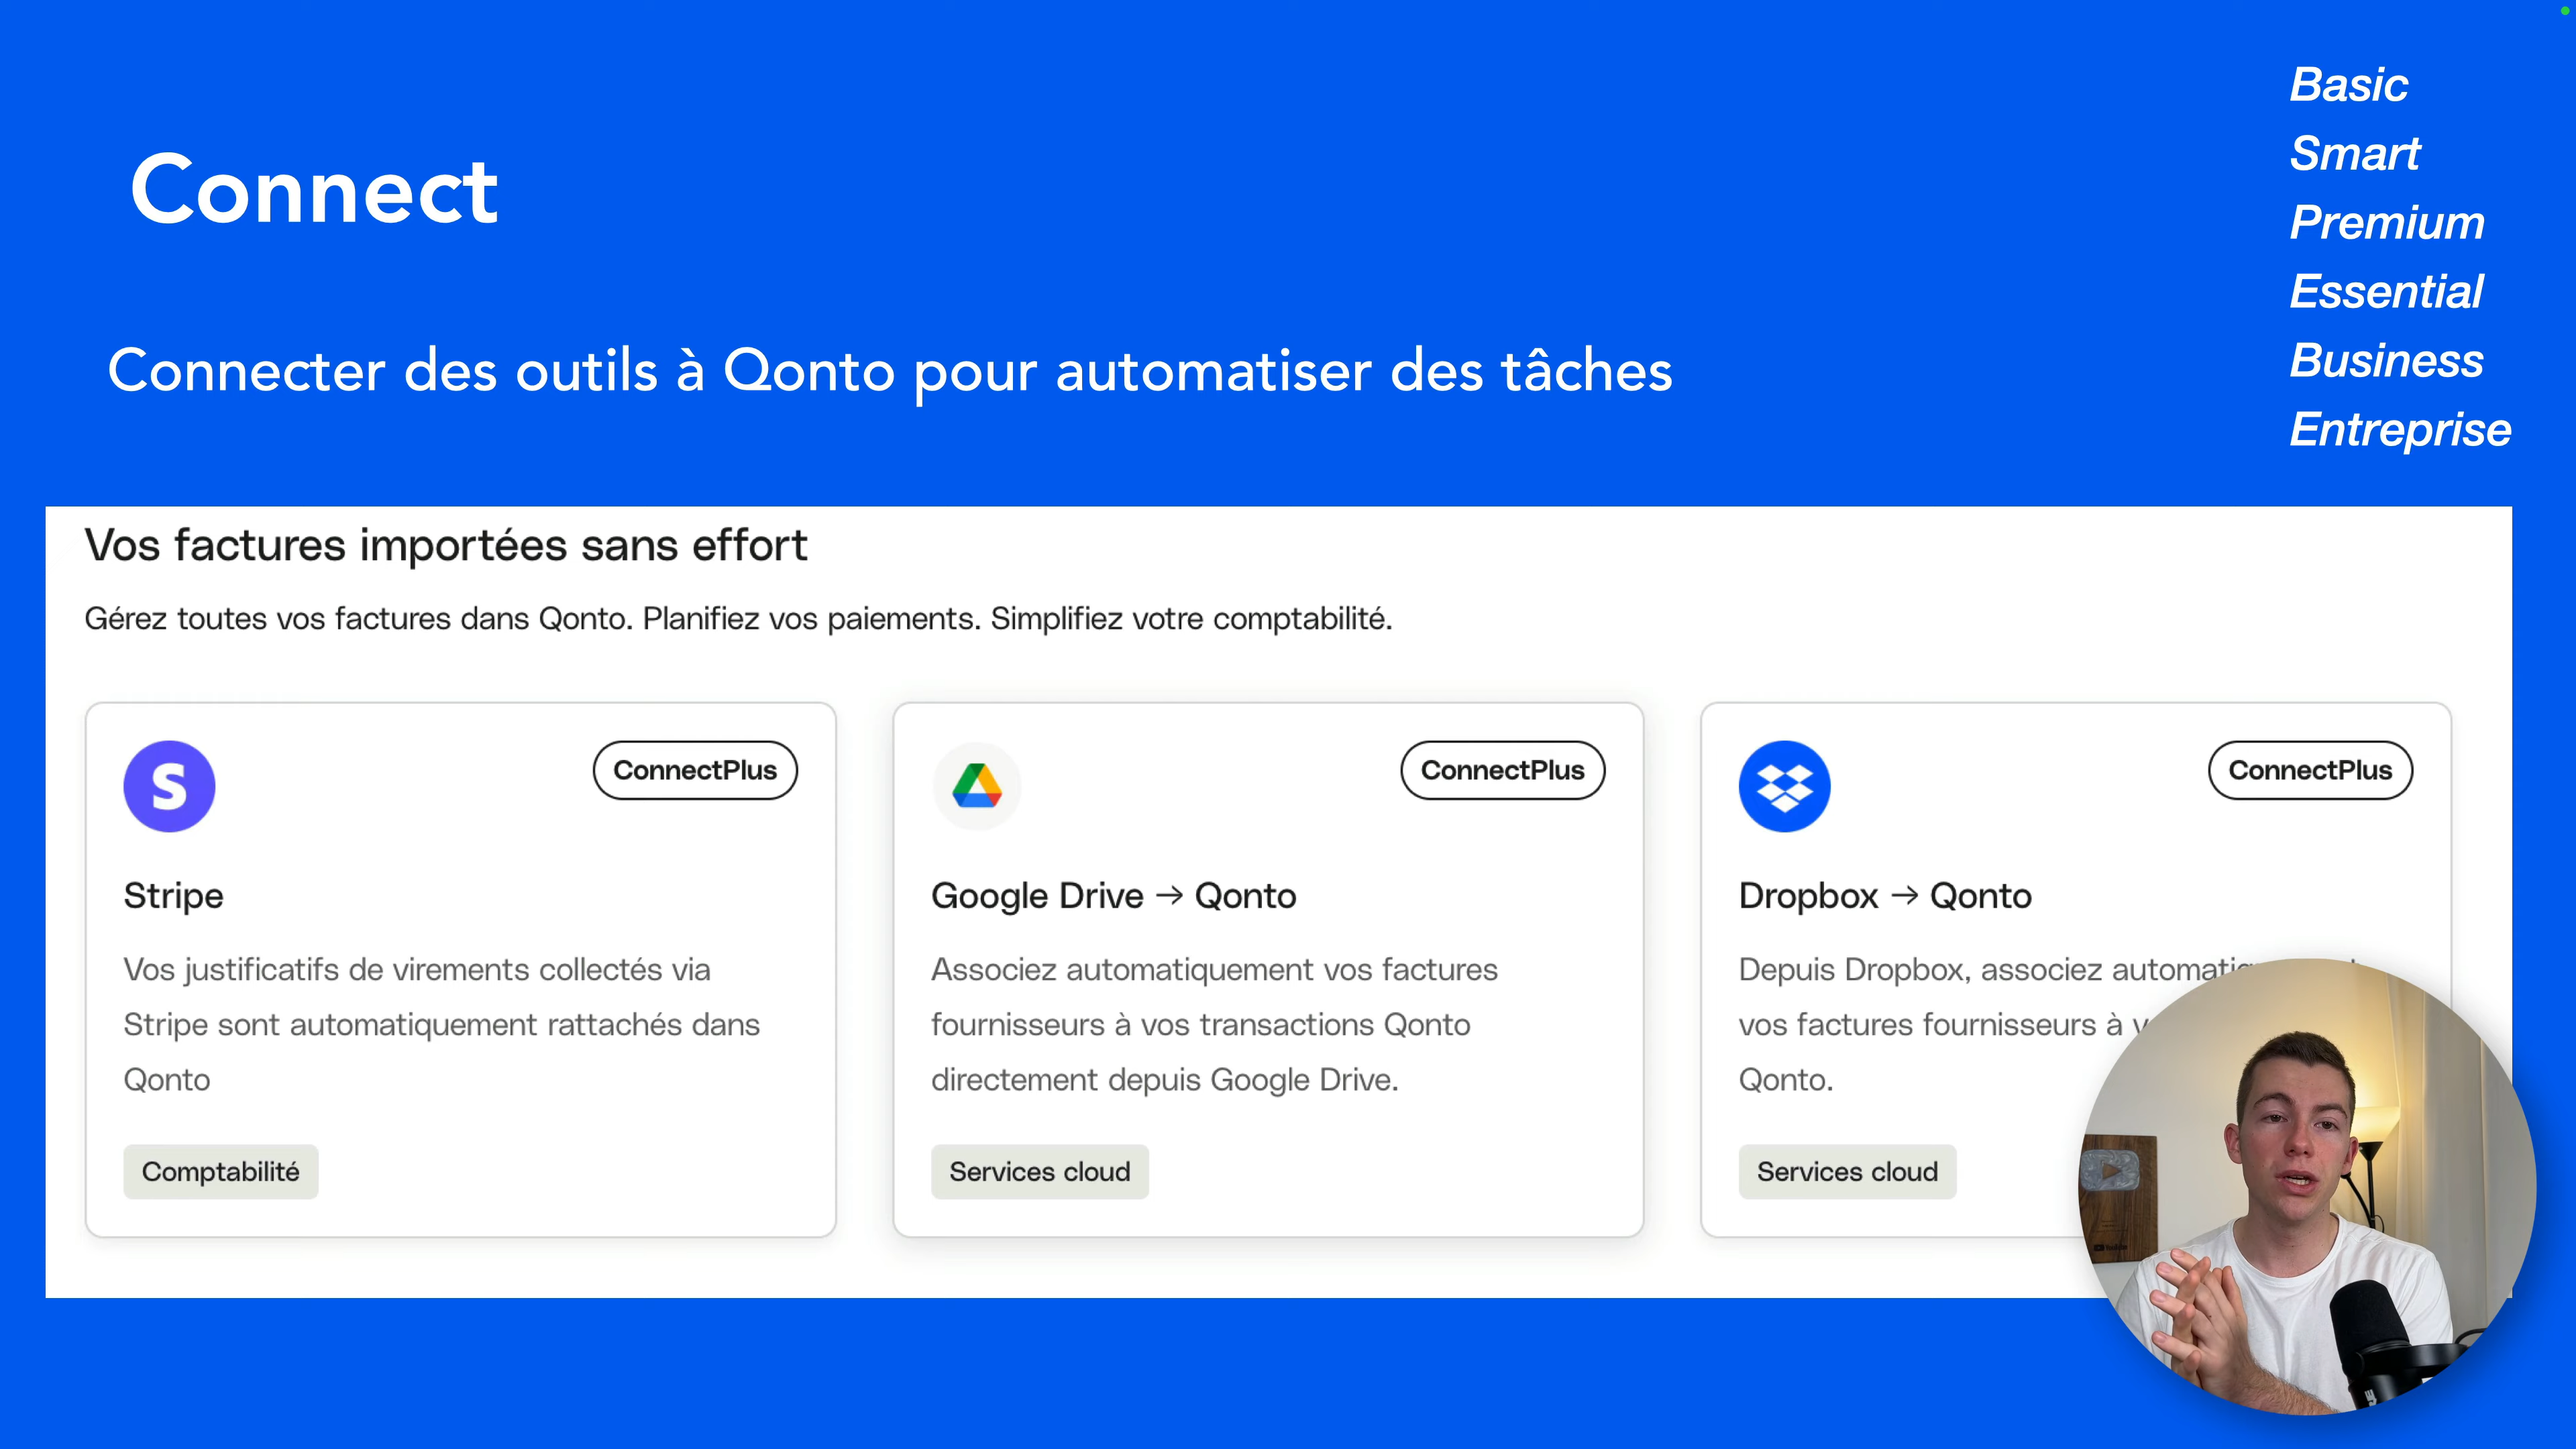 Connect
Connecter des outils à Qonto pour automatiser des tâches
Basic
Smart
Premium
Essential
Business
Entreprise
Vos factures importées sans effort
Gérez toutes vos factures dans Qonto. Planifiez vos paiements. Simplifiez votre comptabilité.
S
ConnectPlus
Stripe
Vos justificatifs de virements collectés via
Stripe sont automatiquement rattachés dans
Qonto
Comptabilité
ConnectPlus
Google Drive → Qonto
Associez automatiquement vos factures
fournisseurs à vos transactions Qonto
directement depuis Google Drive.
Services cloud
ConnectPlus
Dropbox → Qonto
Depuis Dropbox, associez
vos factures fournisseurs à
Qonto.
Services cloud